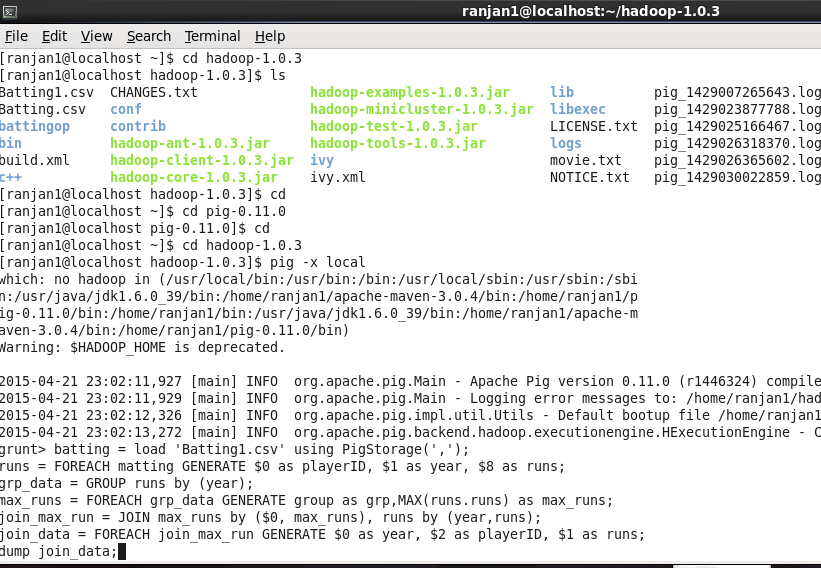 ranjan1@localhost:~/hadoop-1.0.3
File Edit View Search Terminal Help
[ranjan1@localhost ~]$ cd hadoop-1.0.3
[ranjan1@localhost hadoop-1.0.3]$ ls
Batting1.csv CHANGES.txt hadoop-examples-1.0.3.jar lib pig_1429007265643.log
Batting.csv conf hadoop-minicluster-1.0.3.jar libexec pig_1429023877788.log
battingop contrib hadoop-test-1.0.3.jar LICENSE.txt pig_1429025166467.log
bin hadoop-ant-1.0.3.jar hadoop-tools-1.0.3.jar logs pig_1429026318370.log
build.xml hadoop-client-1.0.3.jar ivy movie.txt pig_1429026365602.log
c++ hadoop-core-1.0.3.jar ivy.xml NOTICE.txt pig_1429030022859.log
[ranjan1@localhost hadoop-1.0.3]$ cd
[ranjan1@localhost ~]$ cd pig-0.11.0
[ranjan1@localhost pig-0.11.0]$ cd
[ranjan1@localhost ~]$ cd hadoop-1.0.3
[ranjan1@localhost hadoop-1.0.3]$ pig -x local
which: no hadoop in (/usr/local/bin:/usr/bin:/bin:/usr/local/sbin:/usr/sbin:/sbi
n:/usr/java/jdk1.6.0_39/bin:/home/ranjan1/apache-maven-3.0.4/bin:/home/ranjan1/p
ig-0.11.0/bin:/home/ranjan1/bin:/usr/java/jdk1.6.0_39/bin:/home/ranjan1/apache-m
aven-3.0.4/bin:/home/ranjan1/pig-0.11.0/bin)
Warning: $HADOOP_HOME is deprecated.
2015-04-21 23:02:11,927 [main] INFO org.apache.pig.Main - Apache Pig version 0.11.0 (r1446324) compile
2015-04-21 23:02:11,929 [main] INFO org.apache.pig.Main - Logging error messages to: /home/ranjan1/had
2015-04-21 23:02:12,326 [main] INFO org.apache.pig.impl.util.Utils - Default bootup file /home/ranjan1
2015-04-21 23:02:13,272 [main] INFO org.apache.pig.backend.hadoop.executionengine.HExecutionEngine - C
grunt> batting = load 'Batting1.csv' using PigStorage(',');
runs = FOREACH matting GENERATE $0 as playerID, $1 as year, $8 as runs;
grp_data = GROUP runs by (year);
max_runs = FOREACH grp_data GENERATE group as grp,MAX(runs.runs) as max_runs;
join_max_run = JOIN max_runs by ($0, max_runs), runs by (year,runs);
join_data = FOREACH join_max_run GENERATE $0 as year, $2 as playerID, $1 as runs;
dump join_data;